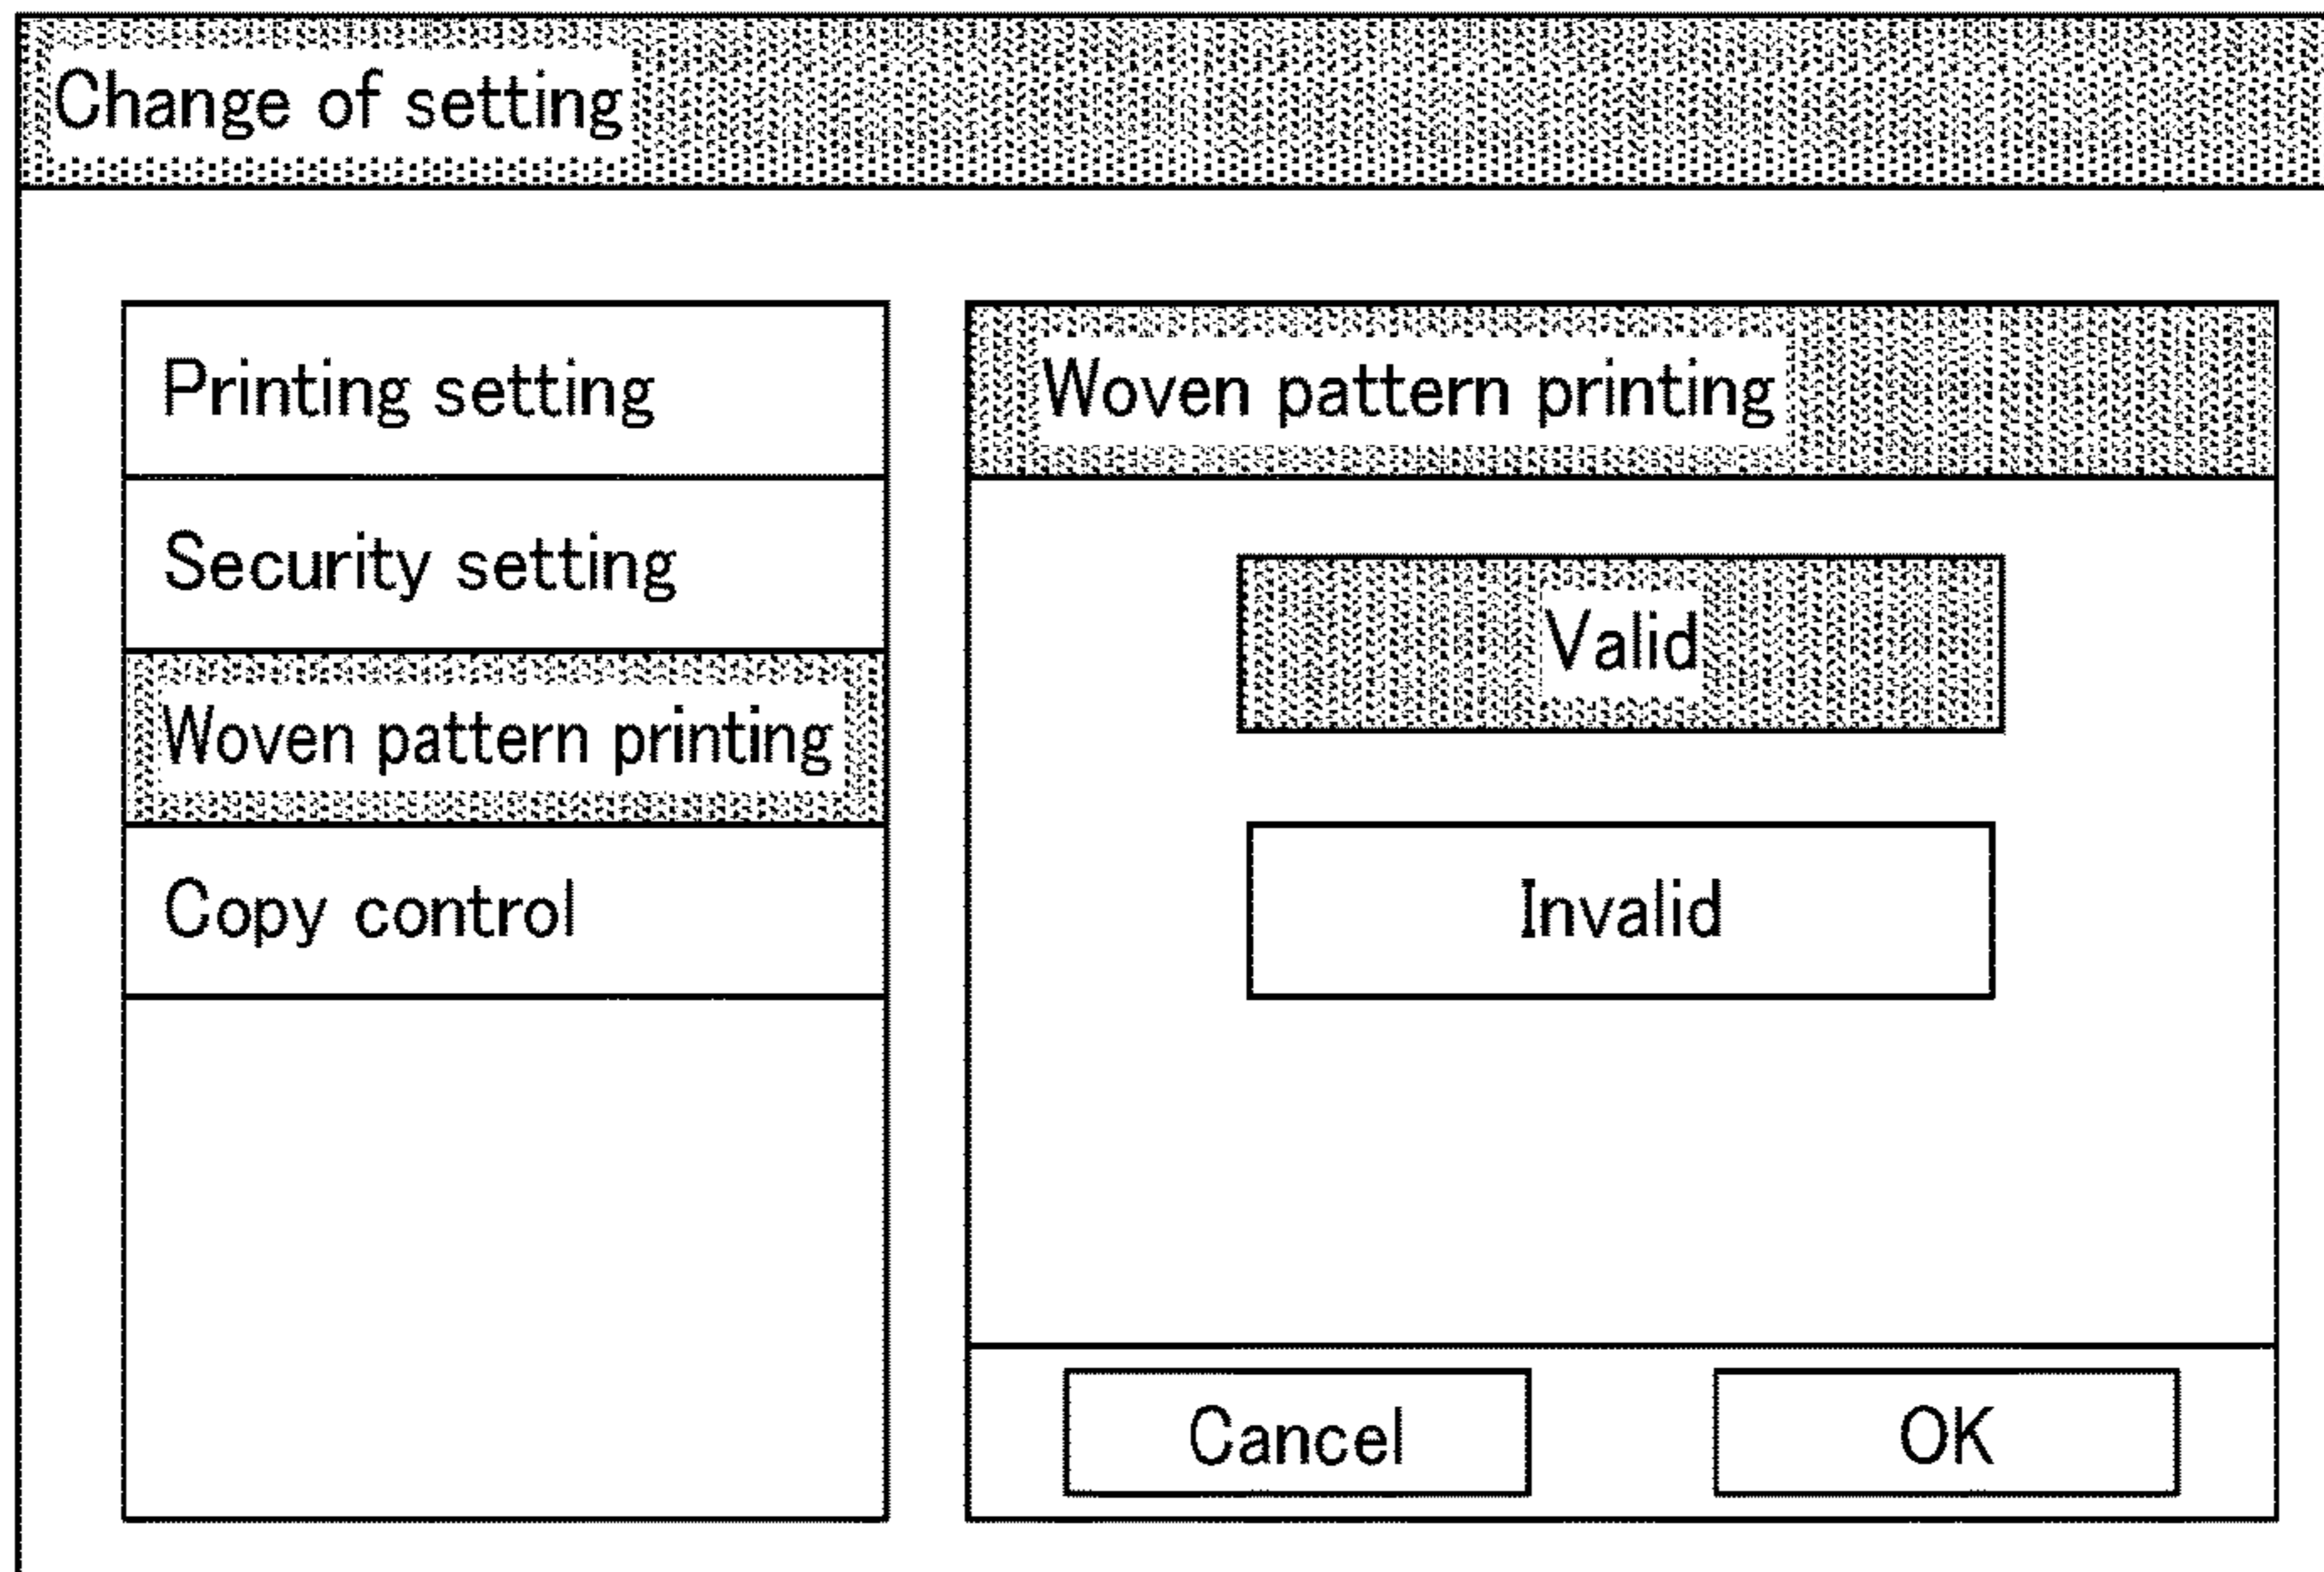 Change of setting
Printing setting
Security setting
Woven pattern printing
Copy control
Woven pattern printing
Valid
Invalid
Cancel
OK